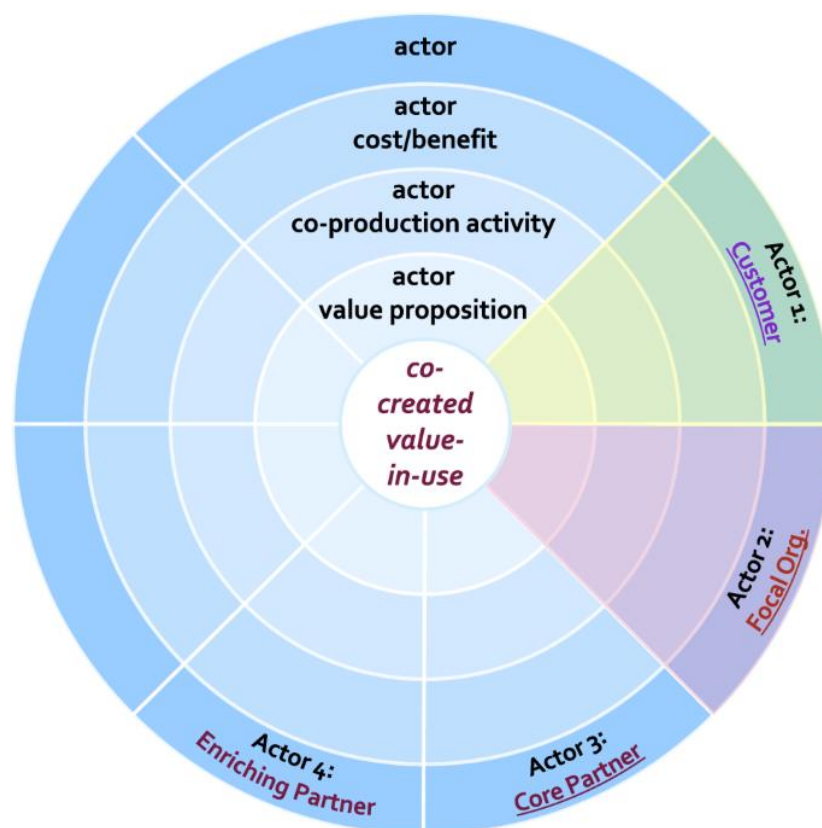 actor
actor
cost/benefit
actor
co-production activity
actor
value proposition
co-
created
value-
in-use
Actor 1:
Customer
Actor 2:
Focal Org.
Actor 3:
Core Partner
Actor 4:
Enriching Partner